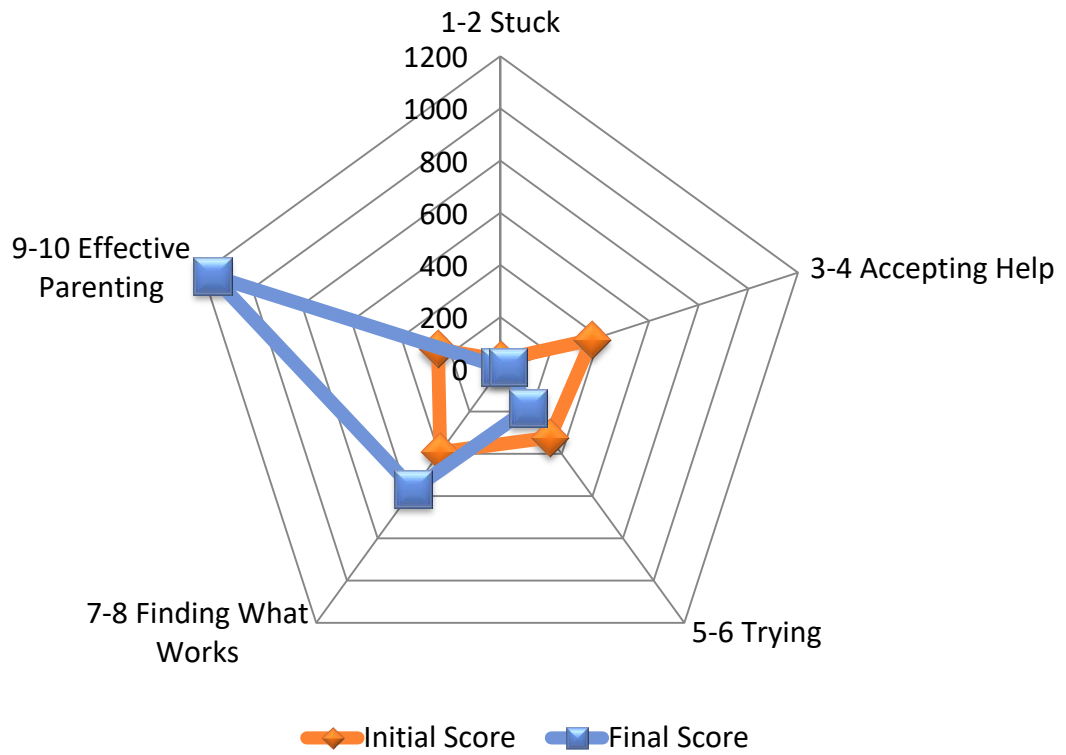 1-2 Stuck
1200
1000
800
600
400
200
0
9-10 Effective
Parenting
3-4 Accepting Help
7-8 Finding What
Works
5-6 Trying
Initial Score
Final Score